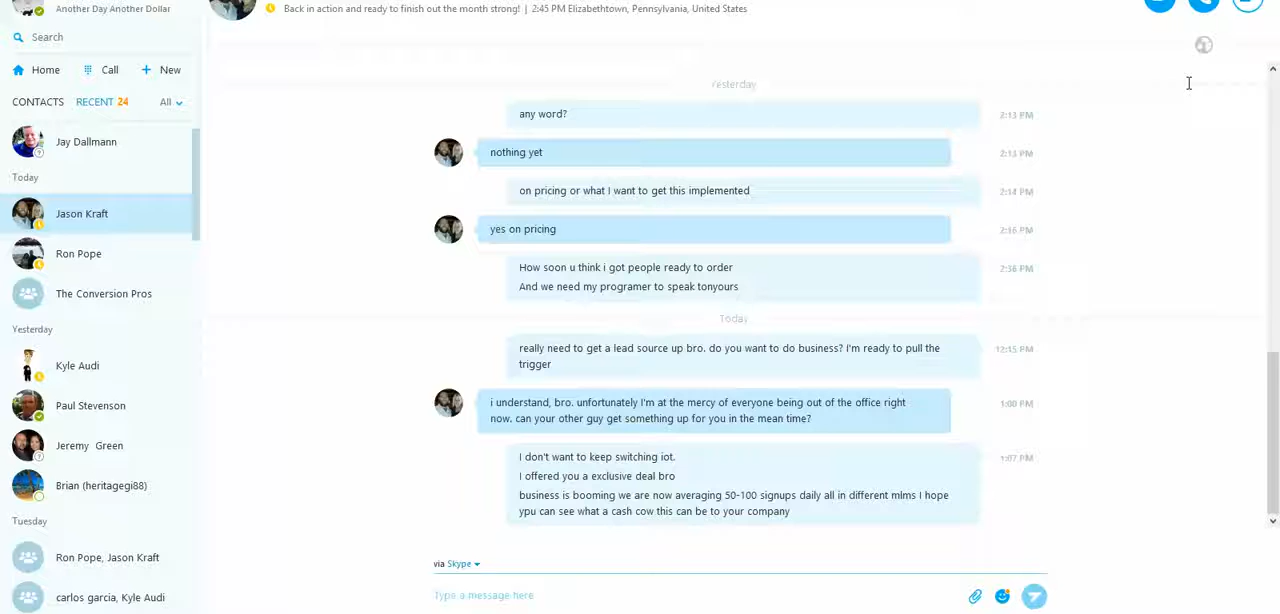 Another Day Another Dollar
Back in action and ready to finish out the month strong! | 2:45 PM Elizabethtown, Pennsylvania, United States
Search
Home Call New
CONTACTS RECENT 24 All
Jay Dallmann
Today
Jason Kraft
Ron Pope
The Conversion Pros
Yesterday
Kyle Audi
Paul Stevenson
Jeremy Green
Brian (heritagegi88)
Tuesday
Ron Pope, Jason Kraft
carlos garcia, Kyle Audi
Yesterday
any word? 2:13 PM
nothing yet 2:13 PM
on pricing or what I want to get this implemented 2:14 PM
yes on pricing 2:16 PM
How soon u think i got people ready to order 2:36 PM
And we need my programer to speak tonyours
Today
really need to get a lead source up bro. do you want to do business? I'm ready to pull the 12:15 PM
trigger
i understand, bro. unfortunately I'm at the mercy of everyone being out of the office right 1:00 PM
now. can your other guy get something up for you in the mean time?
I don't want to keep switching iot. 1:07 PM
I offered you a exclusive deal bro
business is booming we are now averaging 50-100 signups daily all in different mlms I hope
ypu can see what a cash cow this can be to your company
via Skype
Type a message here